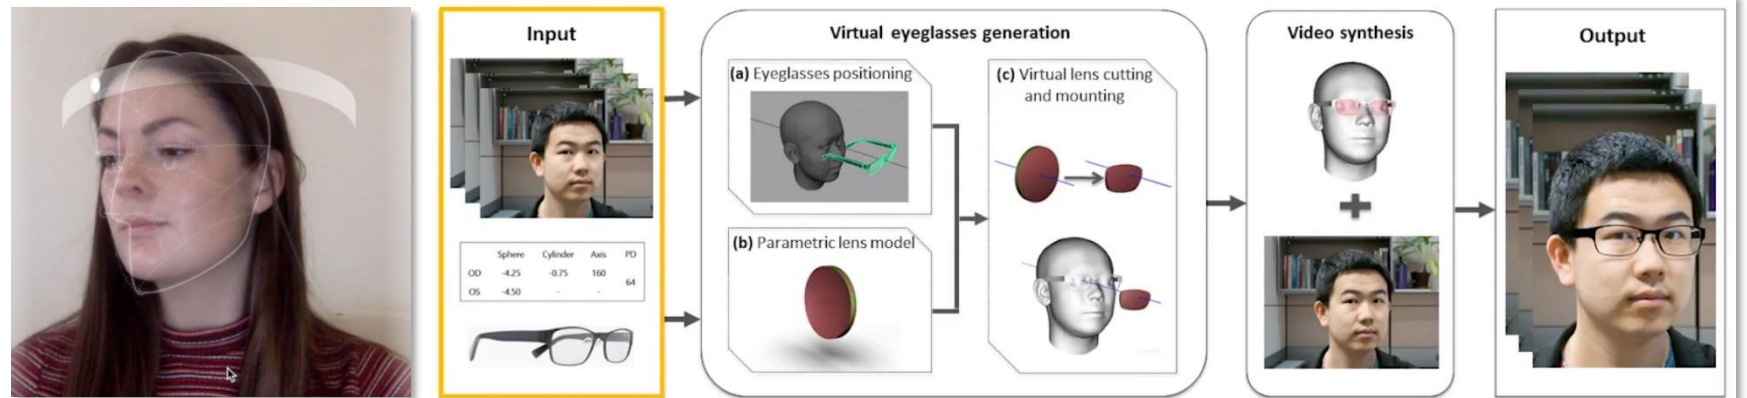 Input
Sphere Cylinder Axis PD
OD -4.25 -0.75 160
64
OS -4.50 - -
Virtual eyeglasses generation
(a) Eyeglasses positioning
(b) Parametric lens model
(c) Virtual lens cutting
and mounting
Video synthesis
Output